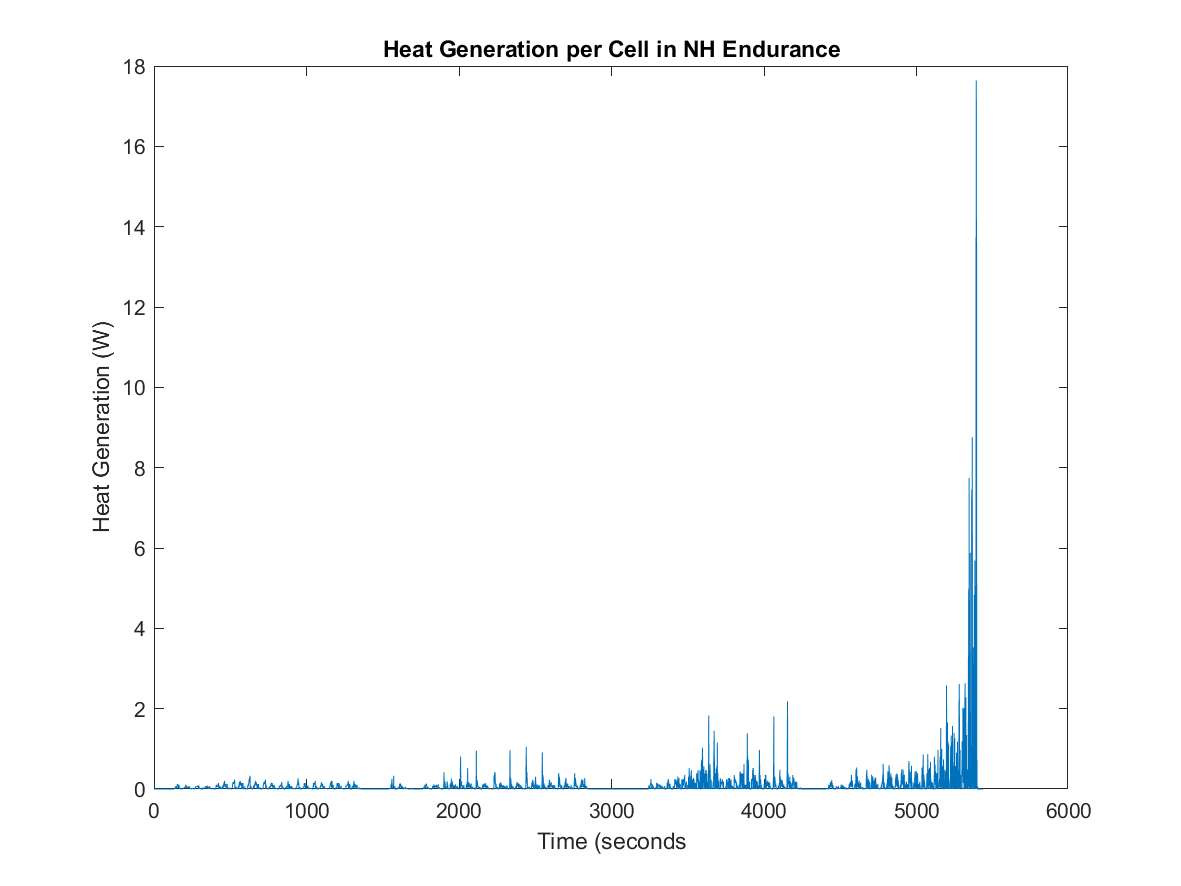 Heat Generation per Cell in NH Endurance
18
16
14
12
10
8
6
4
2
0
Heat Generation (W)
0 1000 2000 3000 4000 5000 6000
Time (seconds